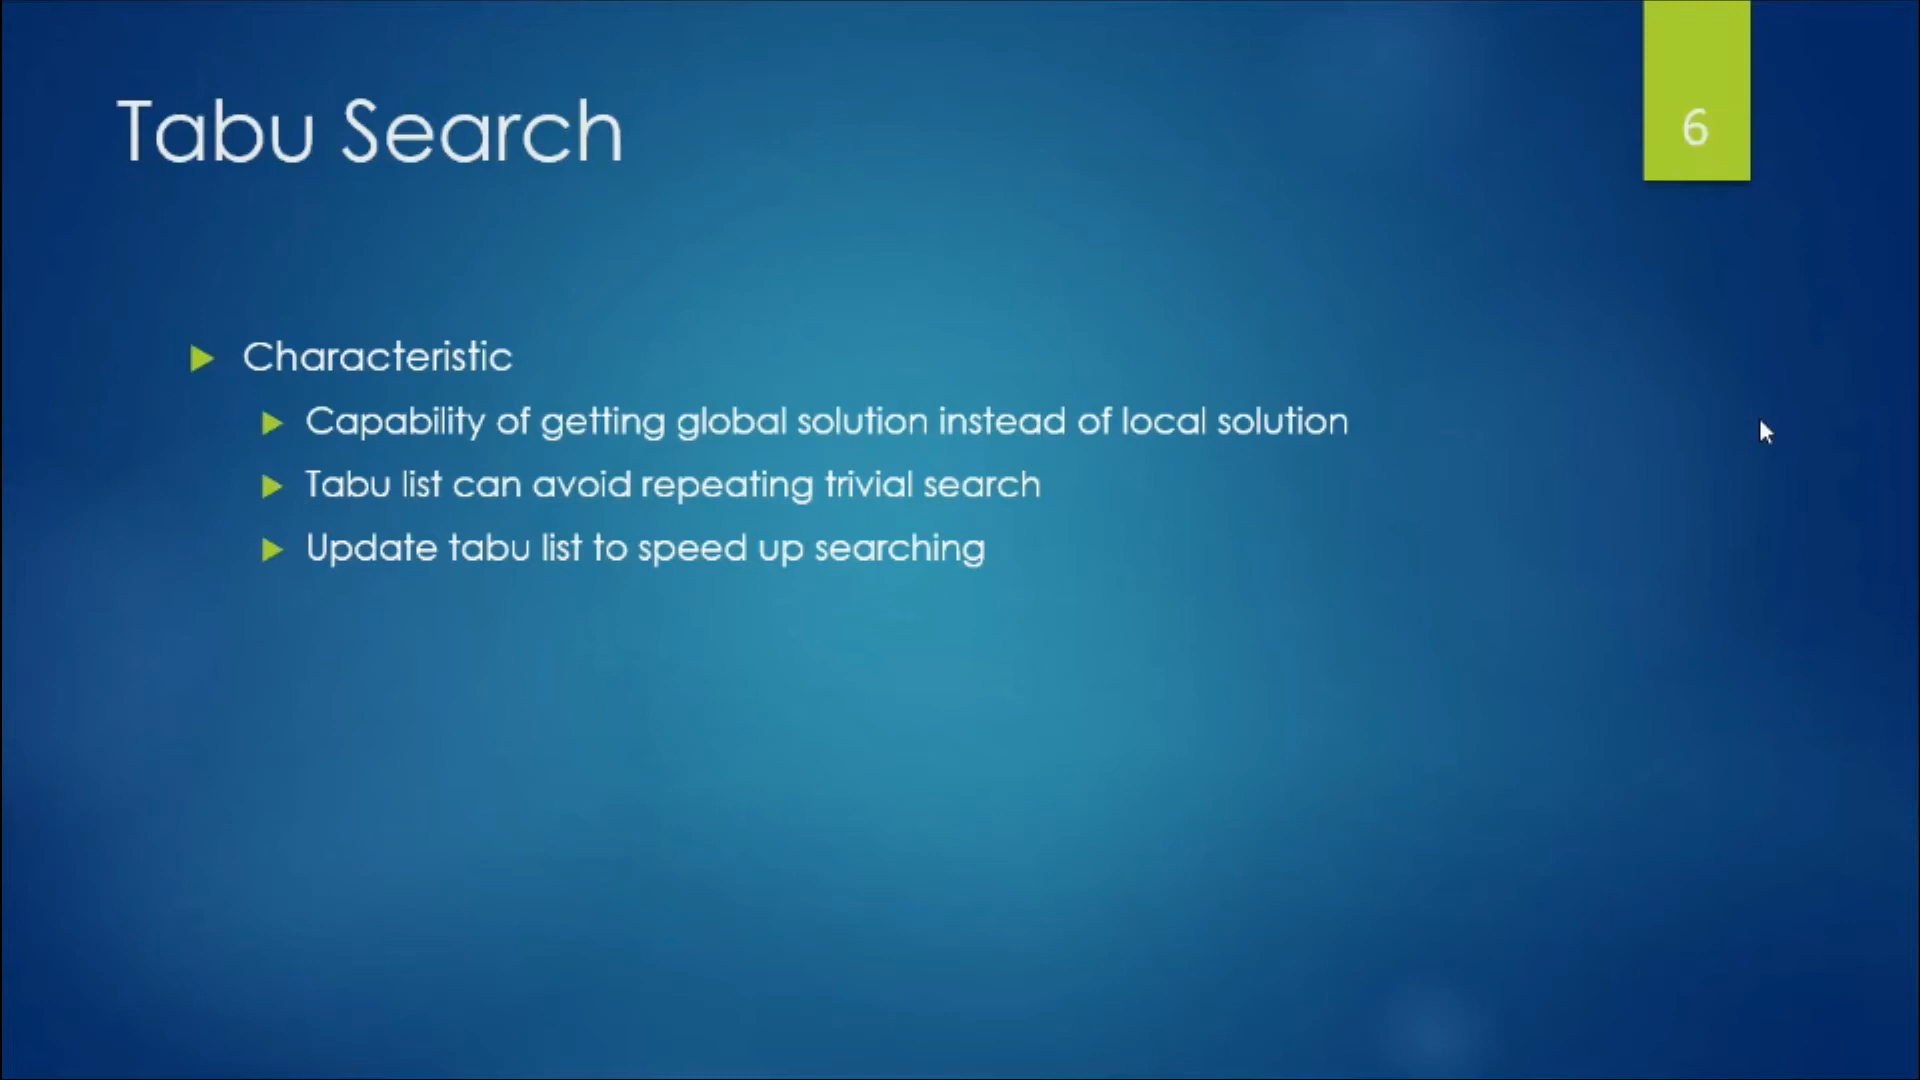 Tabu Search
6
Characteristic
Capability of getting global solution instead of local solution
Tabu list can avoid repeating trivial search
Update tabu list to speed up searching